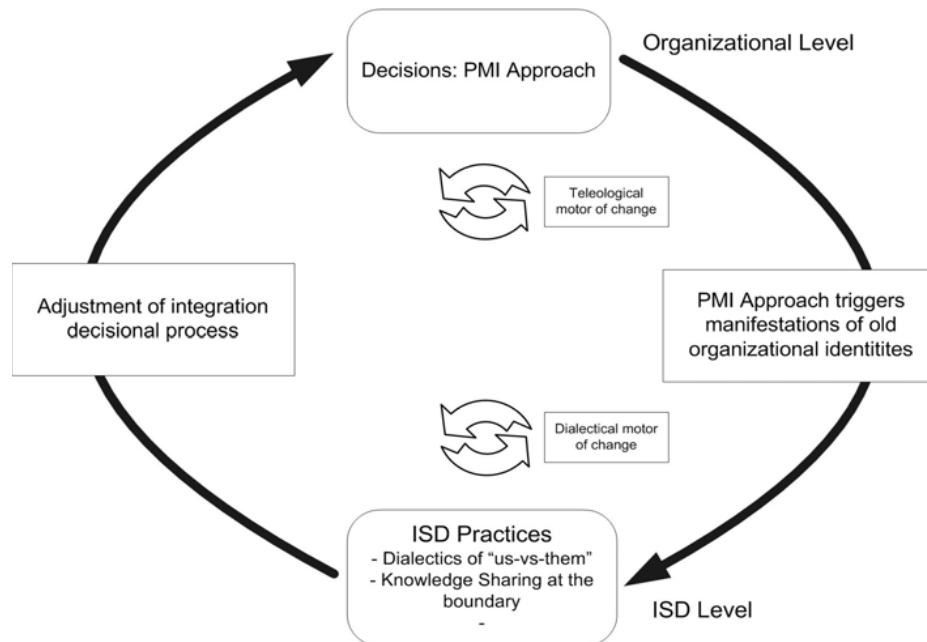 Organizational Level
Decisions: PMI Approach
Teleological
motor of change
Adjustment of integration
decisional process
PMI Approach triggers
manifestations of old
organizational identitites
Dialectical motor
of change
ISD Practices
- Dialectics of “us-vs-them”
- Knowledge Sharing at the
boundary
-
ISD Level